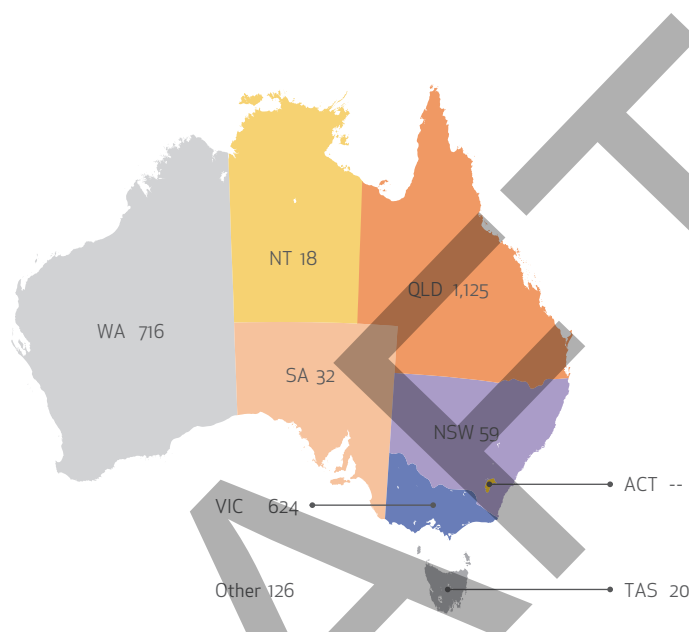 NT 18
QLD 1,125
WA 716
SA 32
NSW 59
ACT --
VIC 624
Other 126
TAS 20